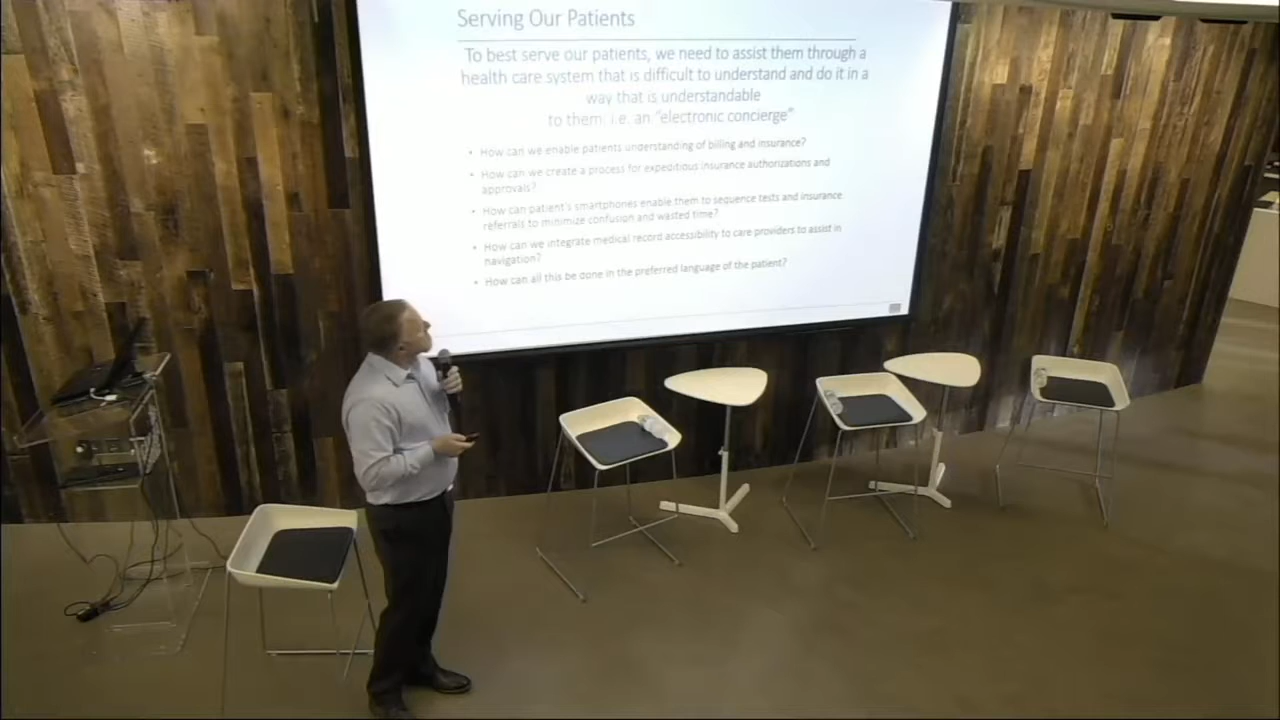 Serving Our Patients
To best serve our patients, we need to assist them through a
health care system that is difficult to understand and do it in a
way that is understandable
to them, i.e. an "electronic concierge"
• How can we enable patients understanding of billing and insurance?
• How can we create a process for expeditious insurance authorizations and
approvals?
• How can patient's smartphones enable them to sequence tests and insurance
referrals to minimize confusion and wasted time?
• How can we integrate medical record accessibility to care providers to assist in
navigation?
• How can all this be done in the preferred language of the patient?